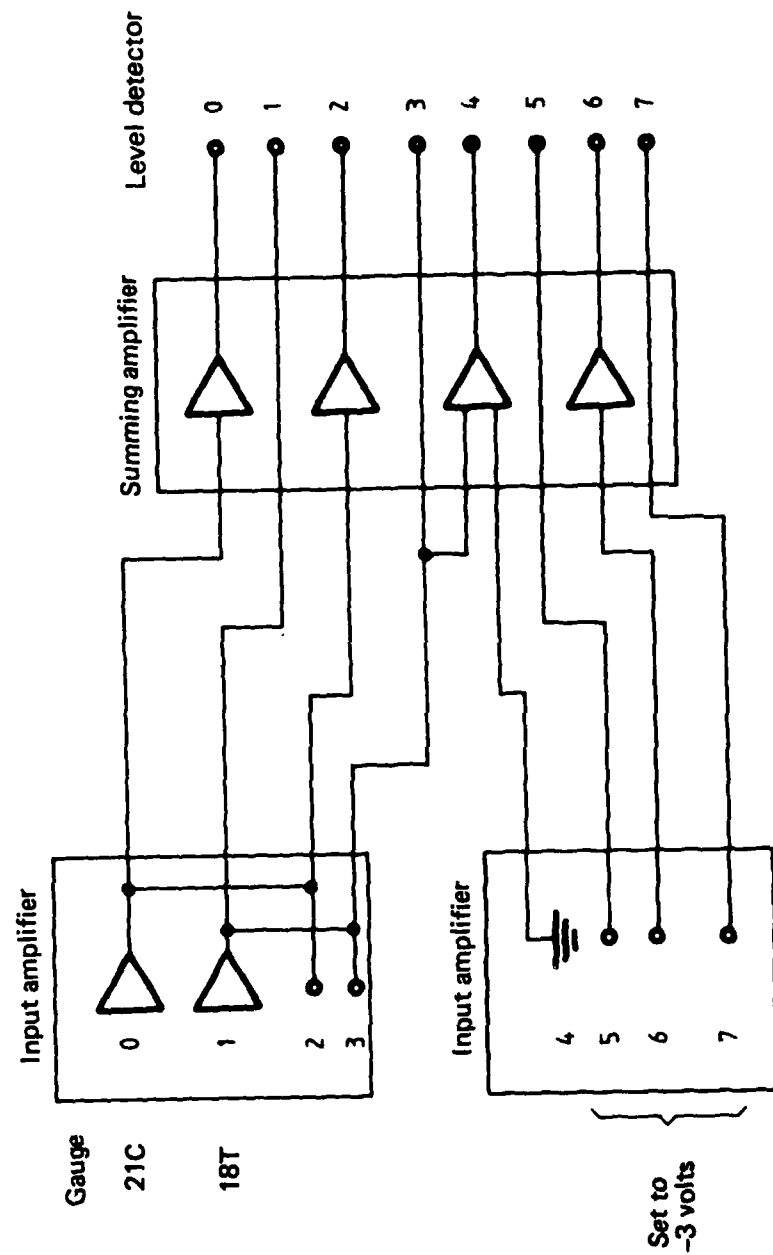 Gauge
21C
18T
Input amplifier
0
1
2
3
Input amplifier
4
5
6
7
Set to
-3 volts
Summing amplifier
Level detector
0
1
2
3
4
5
6
7